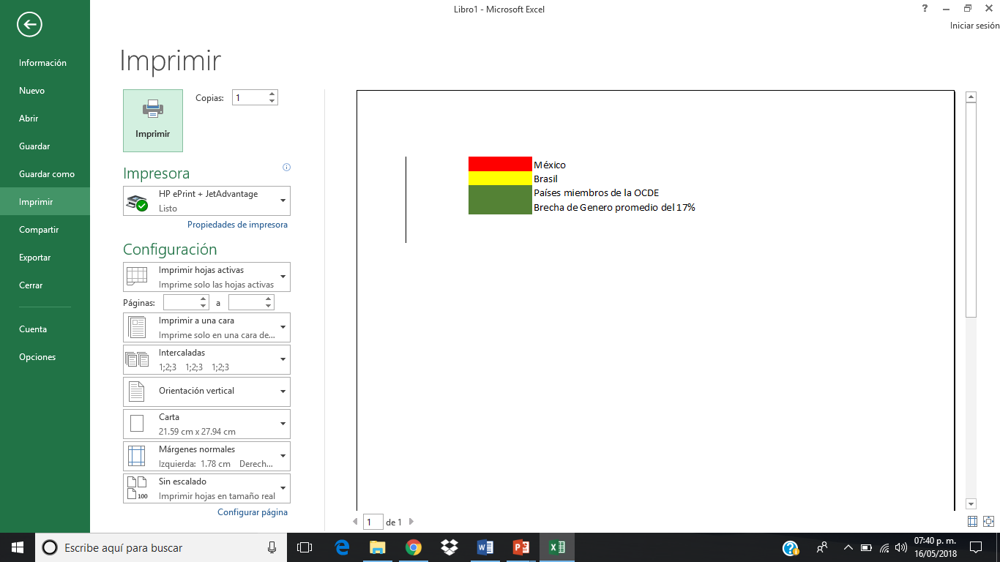 Libro1 - Microsoft Excel
?
Iniciar sesión
Información
Nuevo
Abrir
Guardar
Guardar como
Imprimir
Compartir
Exportar
Cerrar
Cuenta
Opciones
Imprimir
Imprimir
Copias: 1
Impresora
HP ePrint + JetAdvantage
Listo
Propiedades de impresora
Configuración
Imprimir hojas activas
Imprime solo las hojas activas
Páginas: a
Imprimir a una cara
Imprime solo en una cara de...
Intercaladas
1;2;3 1;2;3 1;2;3
Orientación vertical
Carta
21.59 cm x 27.94 cm
Márgenes normales
Izquierda: 1.78 cm Derech...
Sin escalado
100
Imprimir hojas en tamaño real
Configurar página
México
Brasil
Países miembros de la OCDE
Brecha de Genero promedio del 17%
1 de 1
Escribe aquí para buscar
07:40 p. m.
16/05/2018